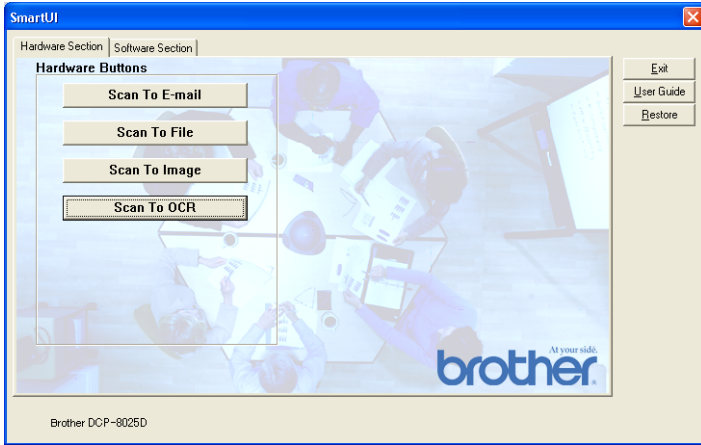 SmartUI
Hardware Section Software Section
Hardware Buttons
Scan To E-mail
Scan To File
Scan To Image
Scan To OCR
Exit
User Guide
Restore
At your side.
brother
Brother DCP-8025D